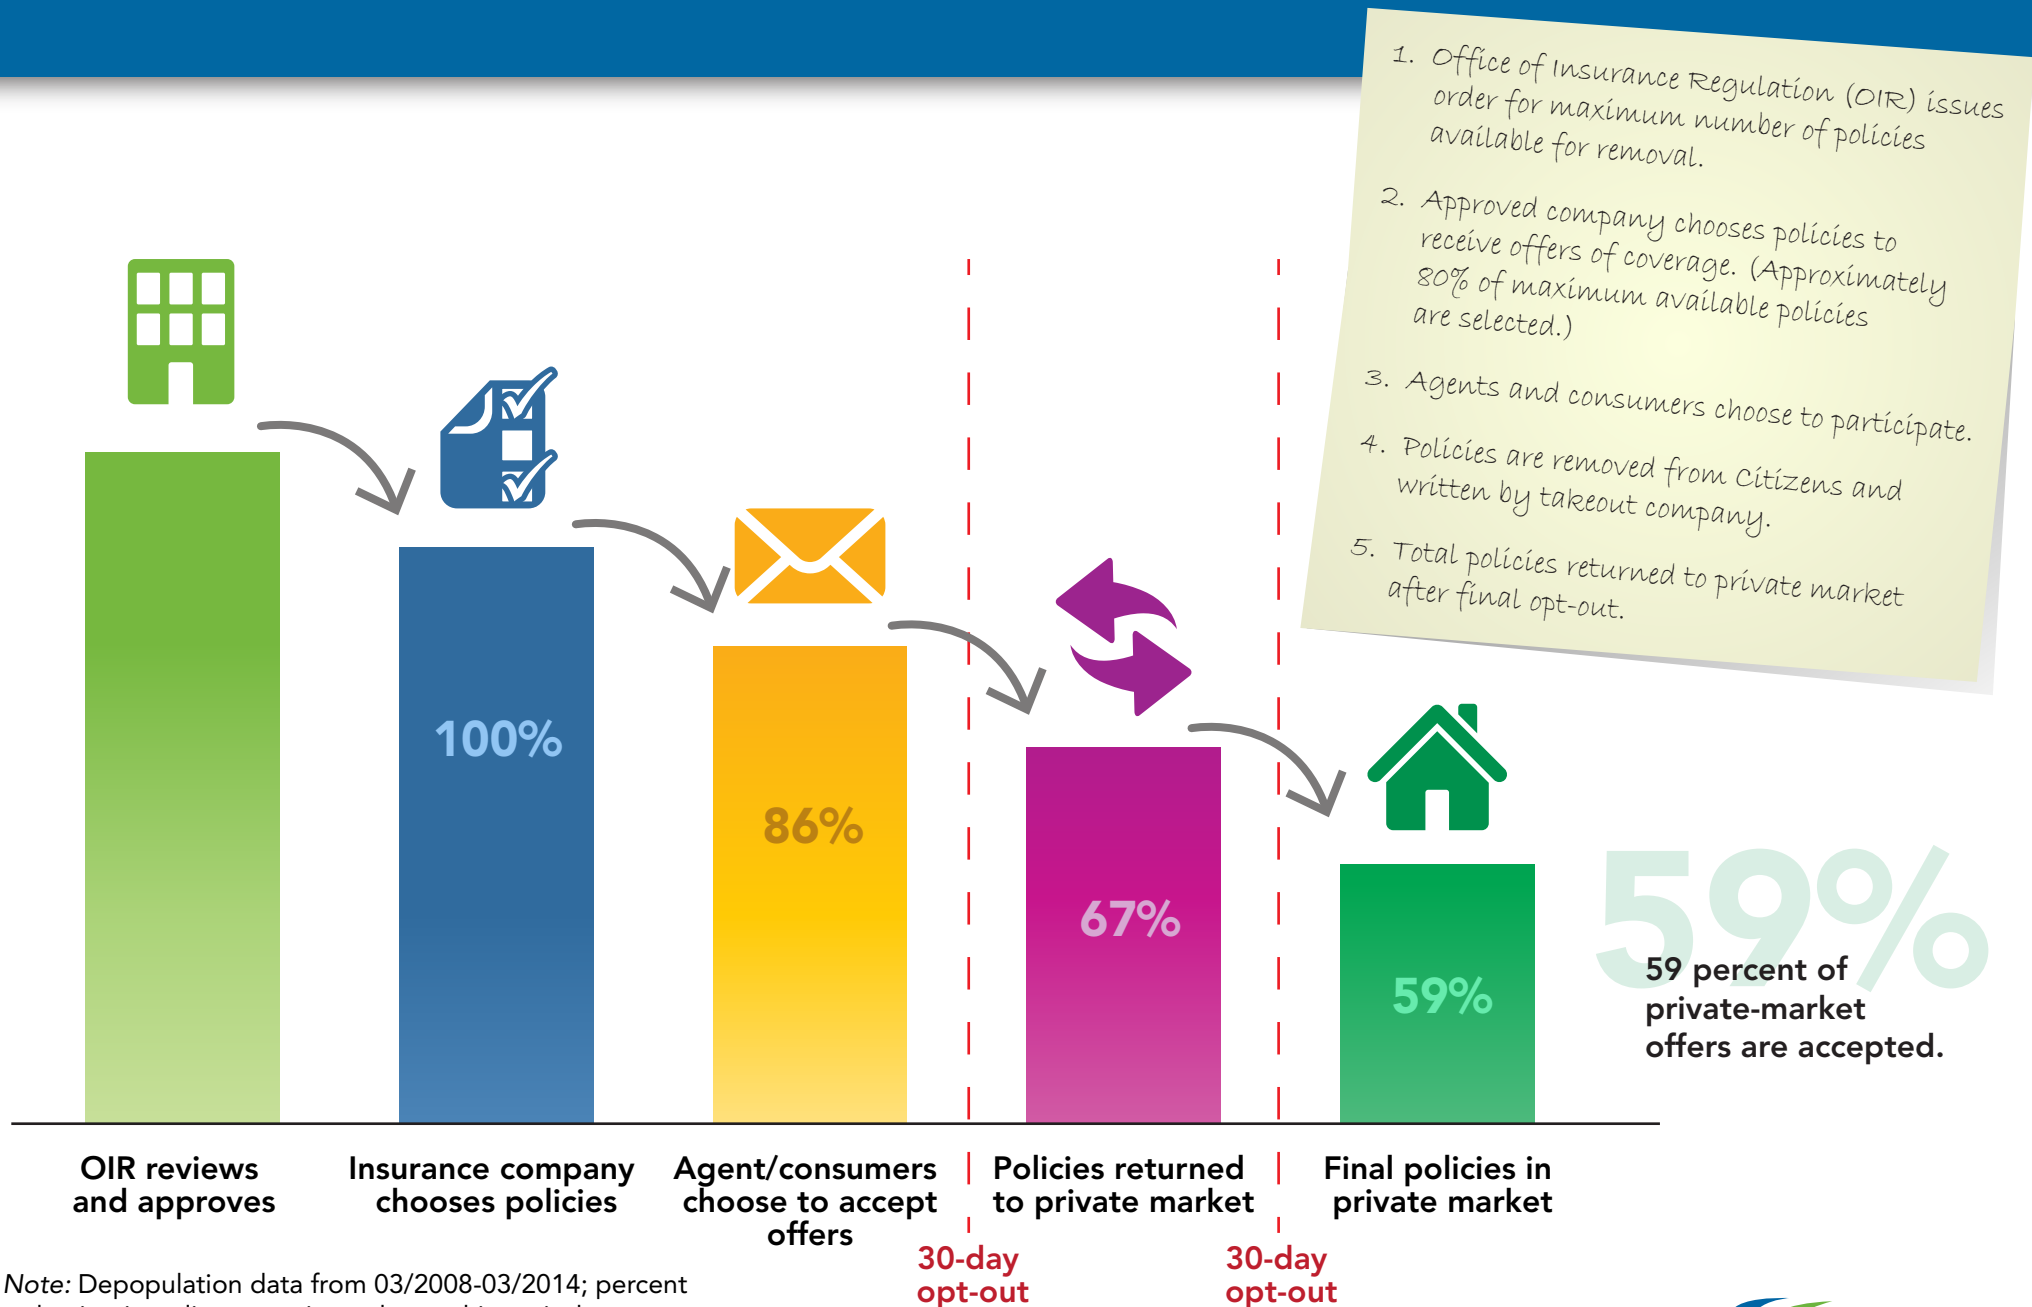 1. Office of Insurance Regulation (OIR) issues
order for maximum number of policies
available for removal.
2. Approved company chooses policies to
receive offers of coverage. (Approximately
80% of maximum available policies
are selected.)
3. Agents and consumers choose to participate.
4. Policies are removed from Citizens and
written by takeout company.
5. Total policies returned to private market
after final opt-out.
100%
86%
67%
59%
59%
59 percent of
private-market
offers are accepted.
OIR reviews
and approves
Insurance company
chooses policies
Agent/consumers
choose to accept
offers
Policies returned
to private market
Final policies in
private market
30-day
opt-out
30-day
opt-out
Note: Depopulation data from 03/2008-03/2014; percent